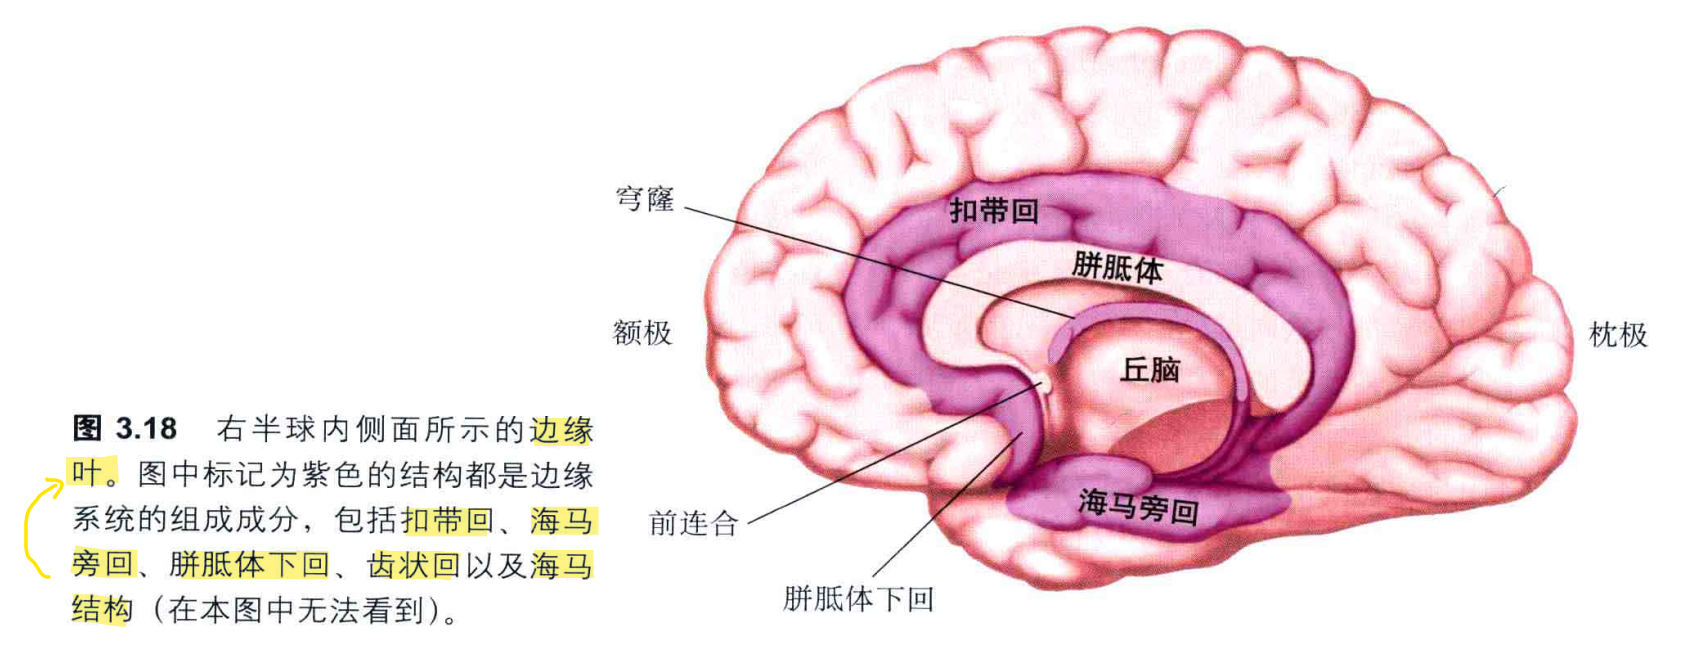 穹窿
扣带回
胼胝体
额极
枕极
丘脑
图 3.18 右半球内侧面所示的边缘
叶。图中标记为紫色的结构都是边缘
系统的组成成分，包括扣带回、海马
旁回、胼胝体下回、齿状回以及海马
结构（在本图中无法看到）。
海马旁回
前连合
胼胝体下回